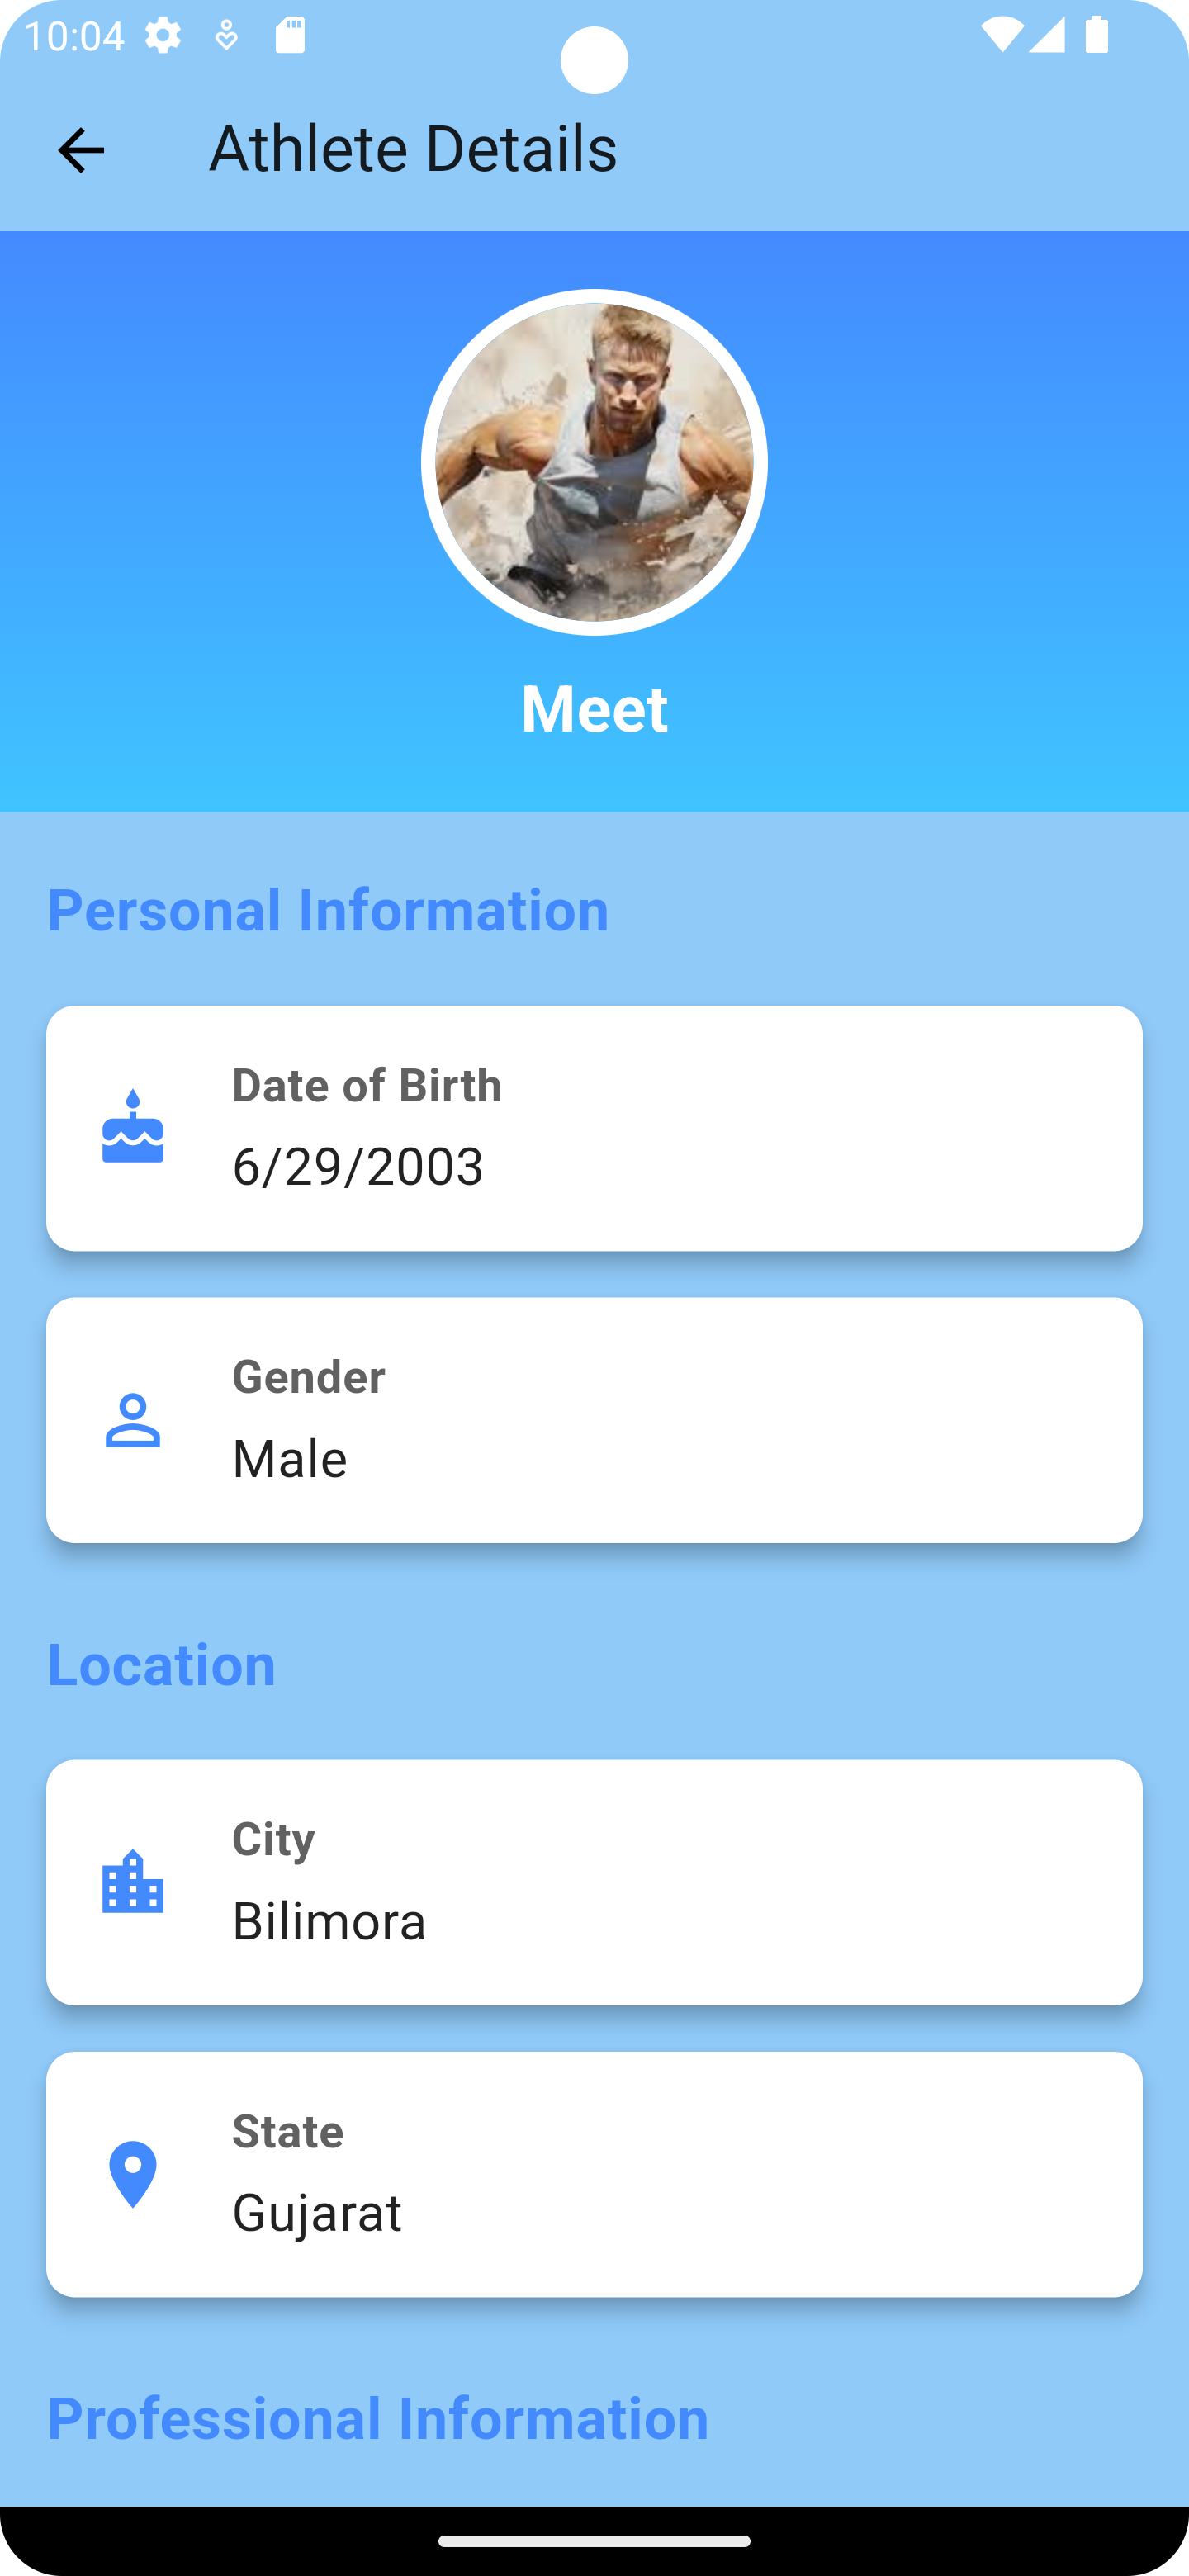 10:04
Athlete Details
Meet
Personal Information
Date of Birth
6/29/2003
Gender
Male
Location
City
Bilimora
State
Gujarat
Professional Information